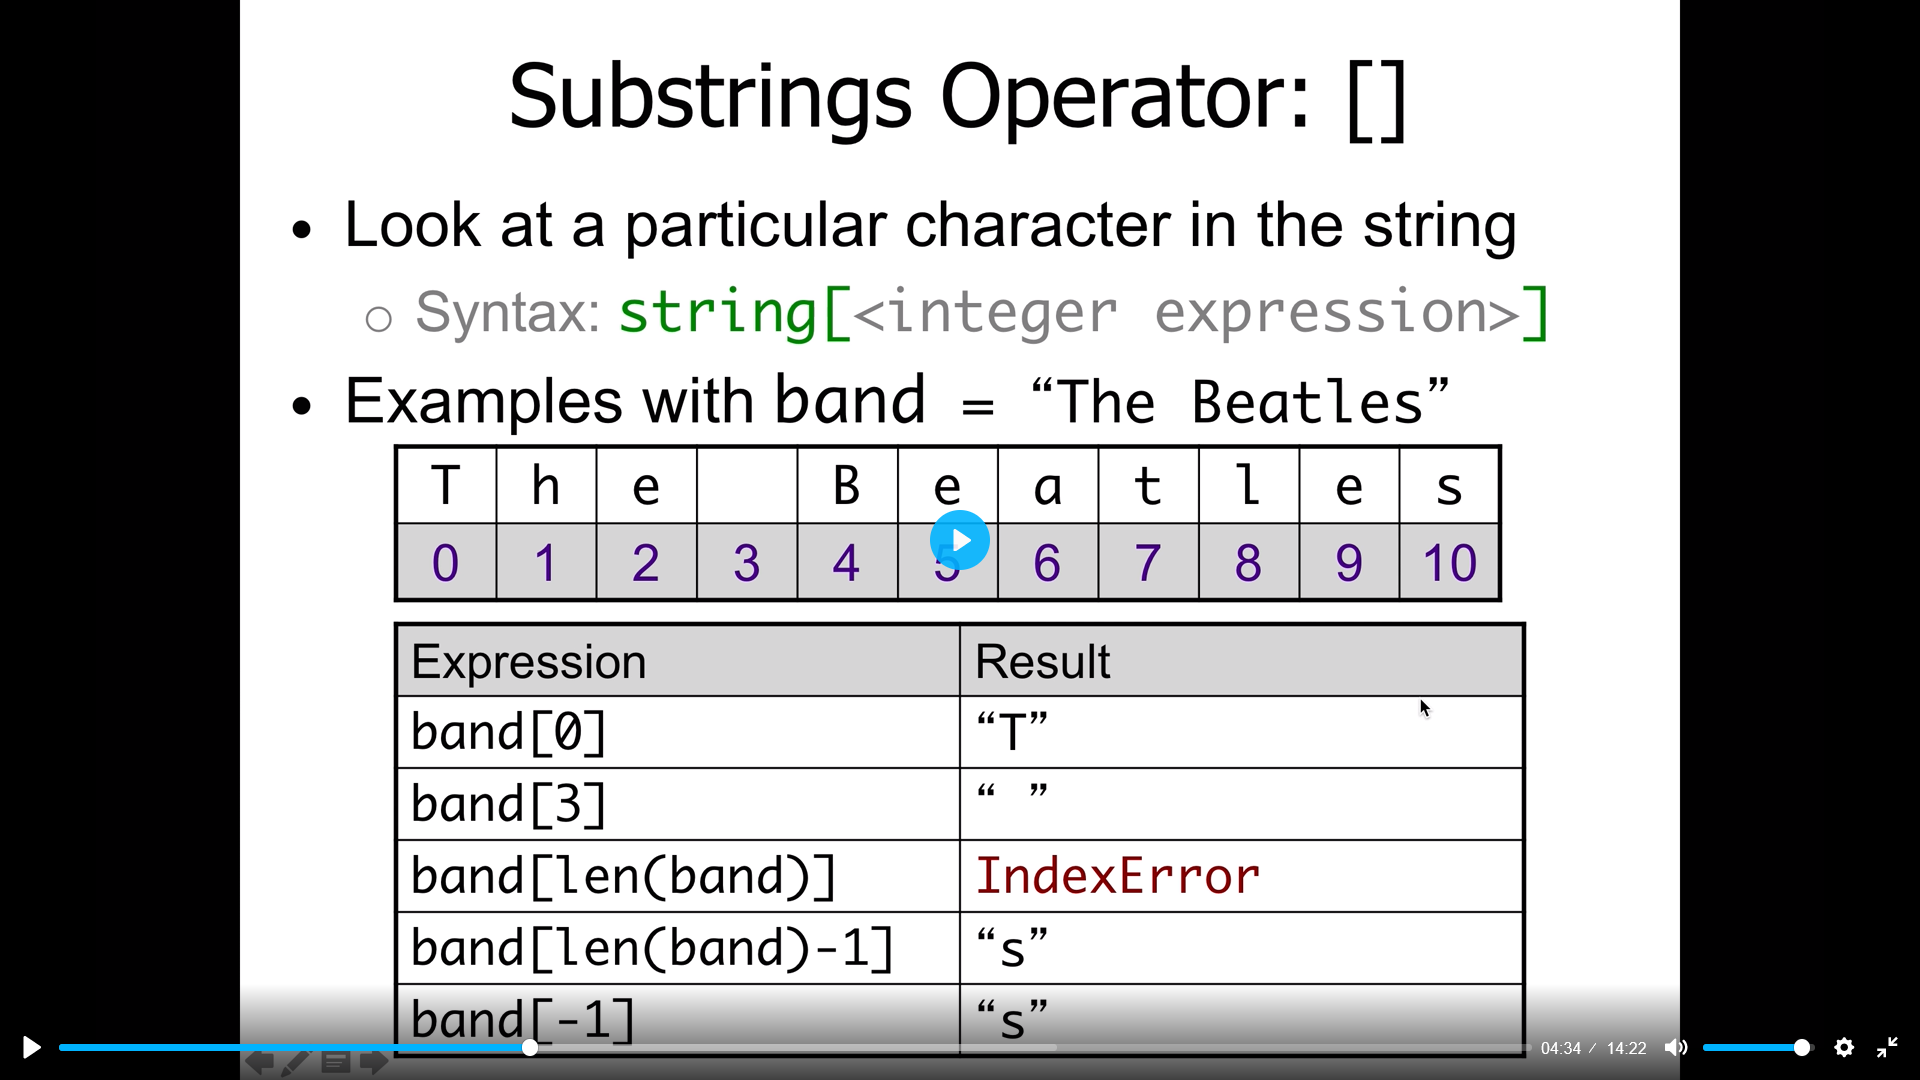 Substrings Operator: []
• Look at a particular character in the string
○ Syntax: string[<integer expression>]
• Examples with band = “The Beatles”
T h e B e a t l e s
0 1 2 3 4 5 6 7 8 9 10
Expression Result
band[0] “T”
band[3] “ ”
band[len(band)] IndexError
band[len(band)-1] “s”
band[-1] “s”
04:34 / 14:22